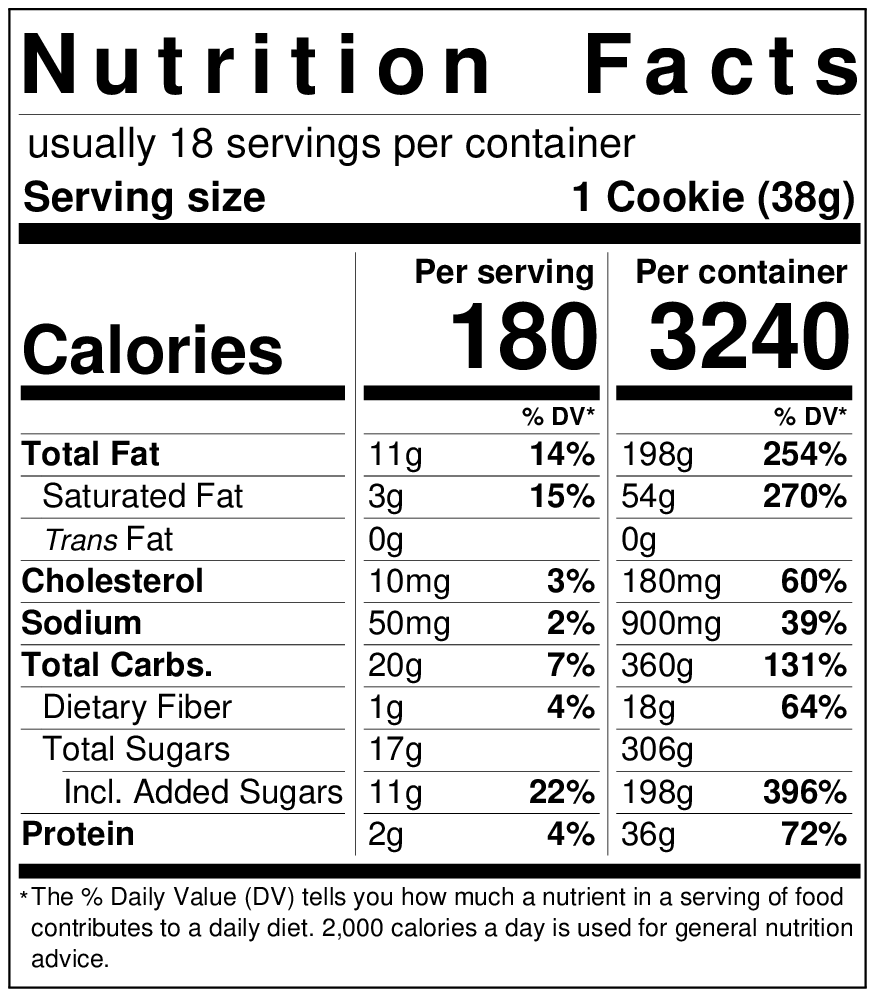 Nutrition Facts
usually 18 servings per container
Serving size 1 Cookie (38g)
Per serving Per container
Calories 180 3240
% DV* % DV*
Total Fat 11g 14% 198g 254%
Saturated Fat 3g 15% 54g 270%
Trans Fat 0g 0g
Cholesterol 10mg 3% 180mg 60%
Sodium 50mg 2% 900mg 39%
Total Carbs. 20g 7% 360g 131%
Dietary Fiber 1g 4% 18g 64%
Total Sugars 17g 306g
Incl. Added Sugars 11g 22% 198g 396%
Protein 2g 4% 36g 72%
*The % Daily Value (DV) tells you how much a nutrient in a serving of food
contributes to a daily diet. 2,000 calories a day is used for general nutrition
advice.